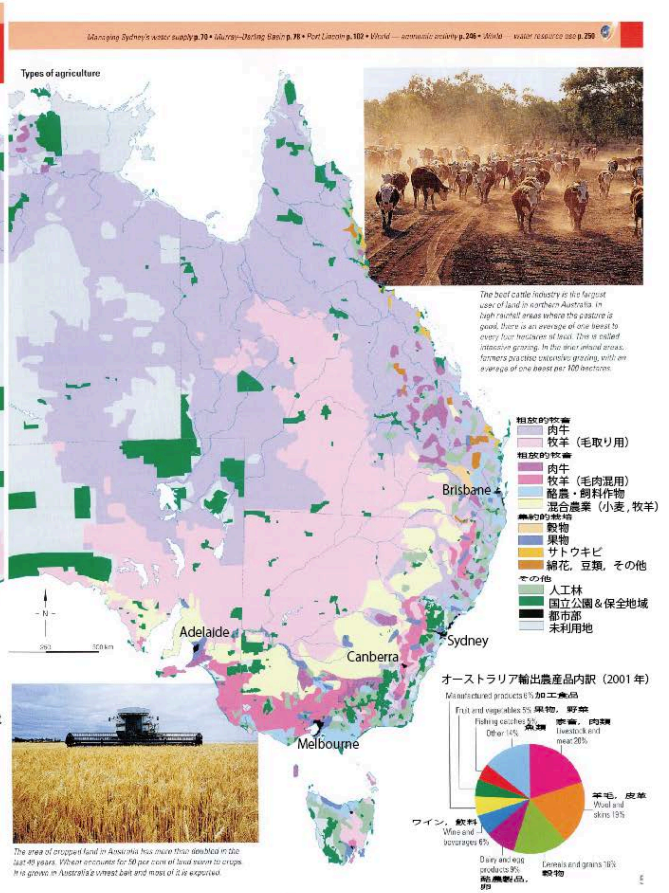 Managing Sydney's water supply p.70 • Murray–Darling Basin p.78 • Port Lincoln p.102 • World — economic activity p.246 • World — water resource use p.250
Types of agriculture
The beef cattle industry is the largest
user of land in northern Australia. In
high rainfall areas where the pasture is
good, there is an average of one beast to
every four hectares of land. This is called
intensive grazing. In the drier inland areas,
farmers practise extensive grazing, with an
average of one beast per 100 hectares.
粗放的牧畜
肉牛
牧羊（毛取り用）
粗放的牧畜
肉牛
牧羊（毛肉混用）
酪農・飼料作物
混合農業（小麦，牧羊）
集約的栽培
穀物
果物
サトウキビ
綿花，豆類，その他
その他
人工林
国立公園＆保全地域
都市部
未利用地
Brisbane
N
300 km
Adelaide
Sydney
Canberra
Melbourne
オーストラリア輸出農産品内訳（2001 年）
Manufactured products 6% 加工食品
Fruit and vegetables 5% 果物，野菜
Fishing catches 5% 魚類
Other 14%
家畜，肉類
Livestock and
meat 20%
羊毛，皮革
Wool and
skins 19%
ワイン，飲料
Wine and
beverages 6%
Dairy and egg
products 9%
酪農製品，
卵
Cereals and grains 16%
穀物
The area of cropped land in Australia has more than doubled in the
last 40 years. Wheat accounts for 50 per cent of land sown to crops.
It is grown in Australia's wheat belt and most of it is exported.